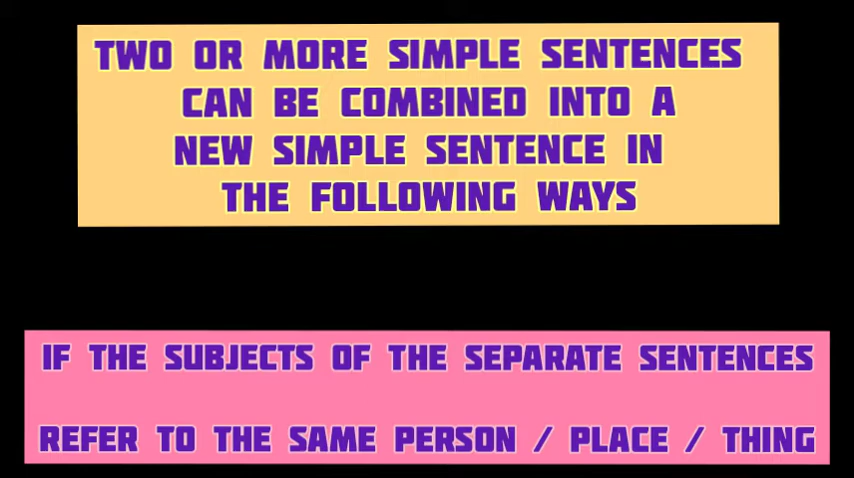 TWO OR MORE SIMPLE SENTENCES
CAN BE COMBINED INTO A
NEW SIMPLE SENTENCE IN
THE FOLLOWING WAYS
IF THE SUBJECTS OF THE SEPARATE SENTENCES
REFER TO THE SAME PERSON / PLACE / THING